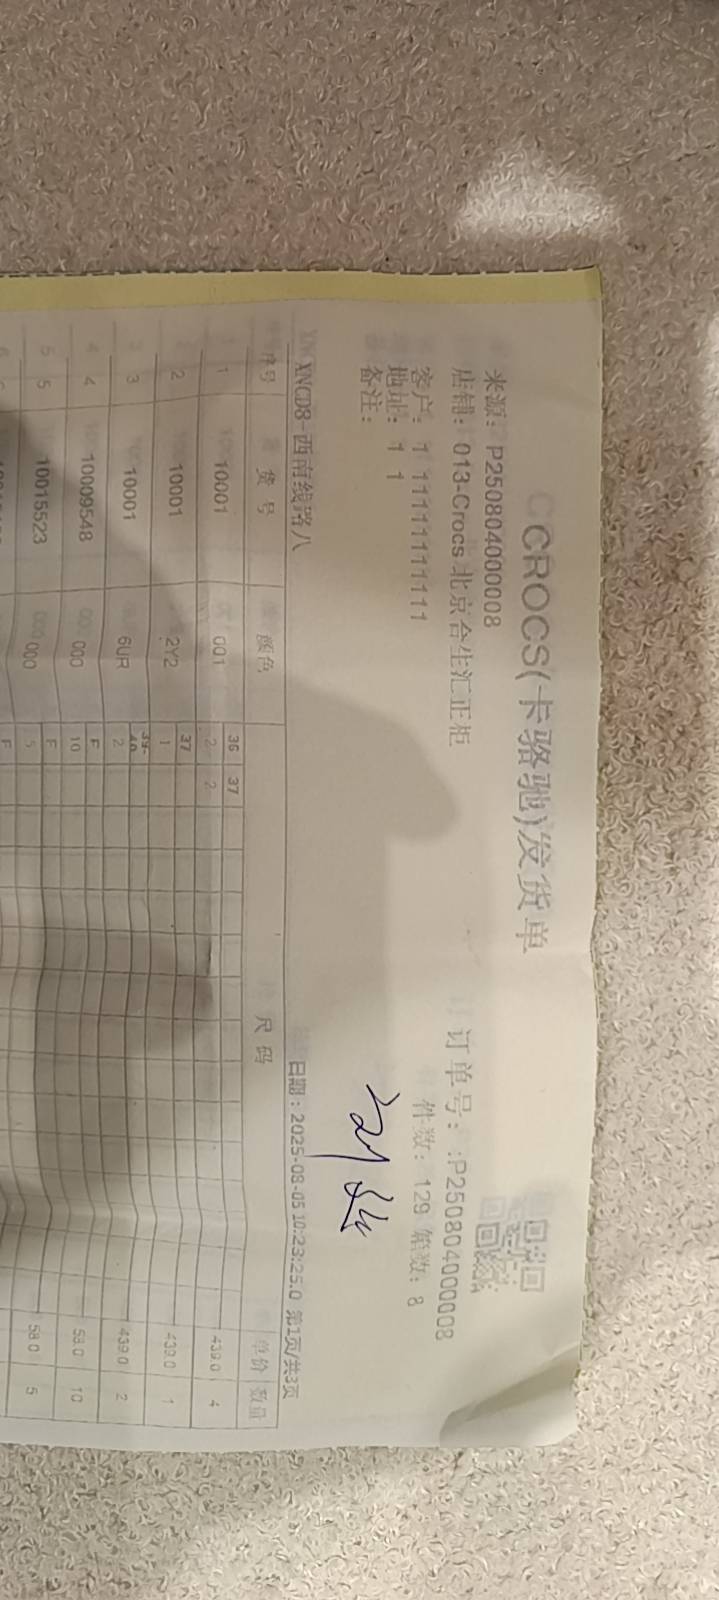 CROCS(卡骆驰)发货单
来源: P250804000008 订单号: :P250804000008
店铺: 013-Crocs 北京合生汇正柜 件数: 129 箱数: 8
客户: 1 11111111111
地址: 1 1
备注:
刘
XNCD8-西南线路八 日期: 2025-08-05 10:23:25.0 第1页/共3页
序号 货号 颜色 尺码 单价 数量
36 37
1 10001 001 2 2 439.0 4
37
2 10001 2Y2 1 439.0 1
39-40
3 10001 6UR 2 439.0 2
F
4 10009548 000 10 58.0 10
F
5 10015523 000 5 58.0 5
F